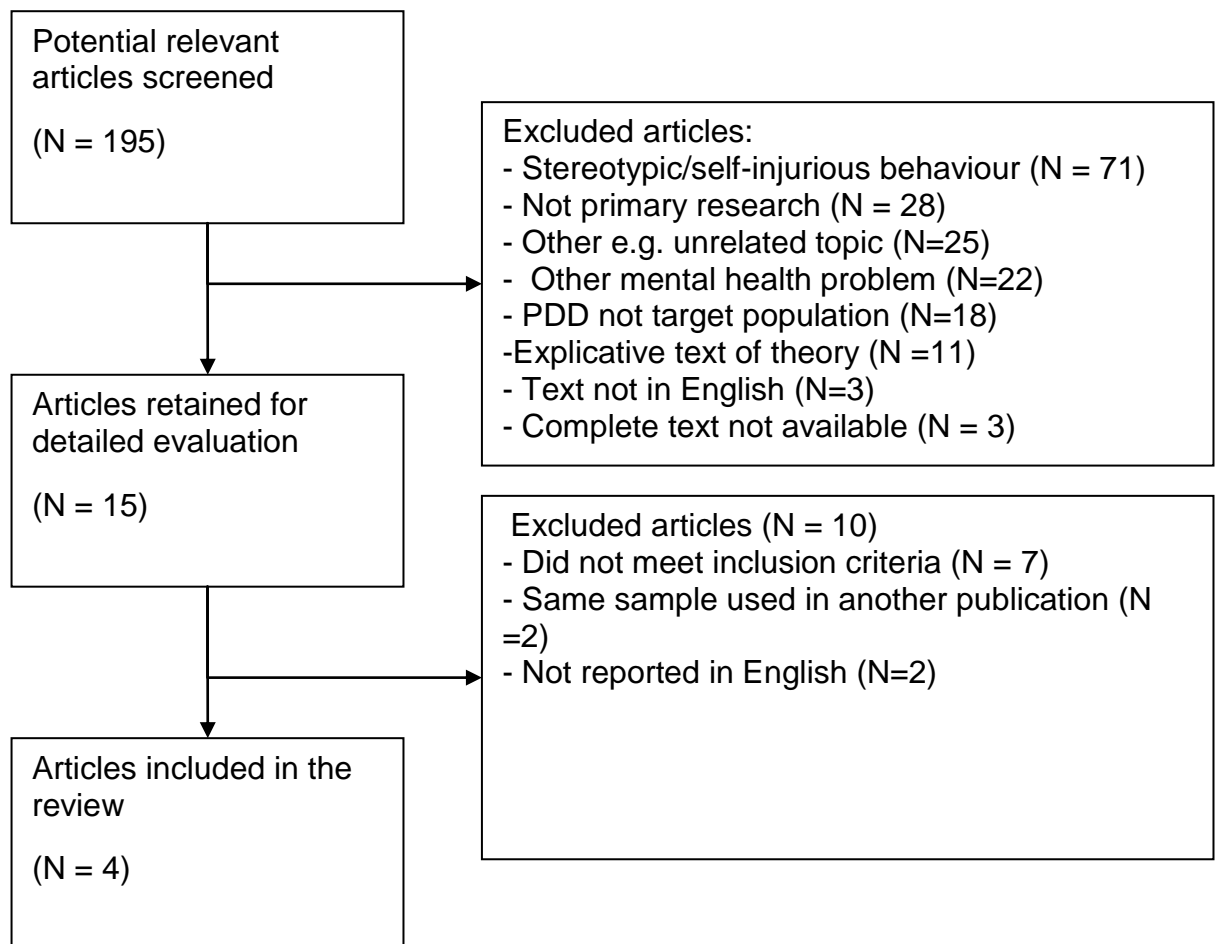 Potential relevant
articles screened
(N = 195)
Excluded articles:
- Stereotypic/self-injurious behaviour (N = 71)
- Not primary research (N = 28)
- Other e.g. unrelated topic (N=25)
-  Other mental health problem (N=22)
- PDD not target population (N=18)
-Explicative text of theory (N =11)
- Text not in English (N=3)
- Complete text not available (N = 3)
Articles retained for
detailed evaluation
(N = 15)
Excluded articles (N = 10)
- Did not meet inclusion criteria (N = 7)
- Same sample used in another publication (N
=2)
- Not reported in English (N=2)
Articles included in the
review
(N = 4)